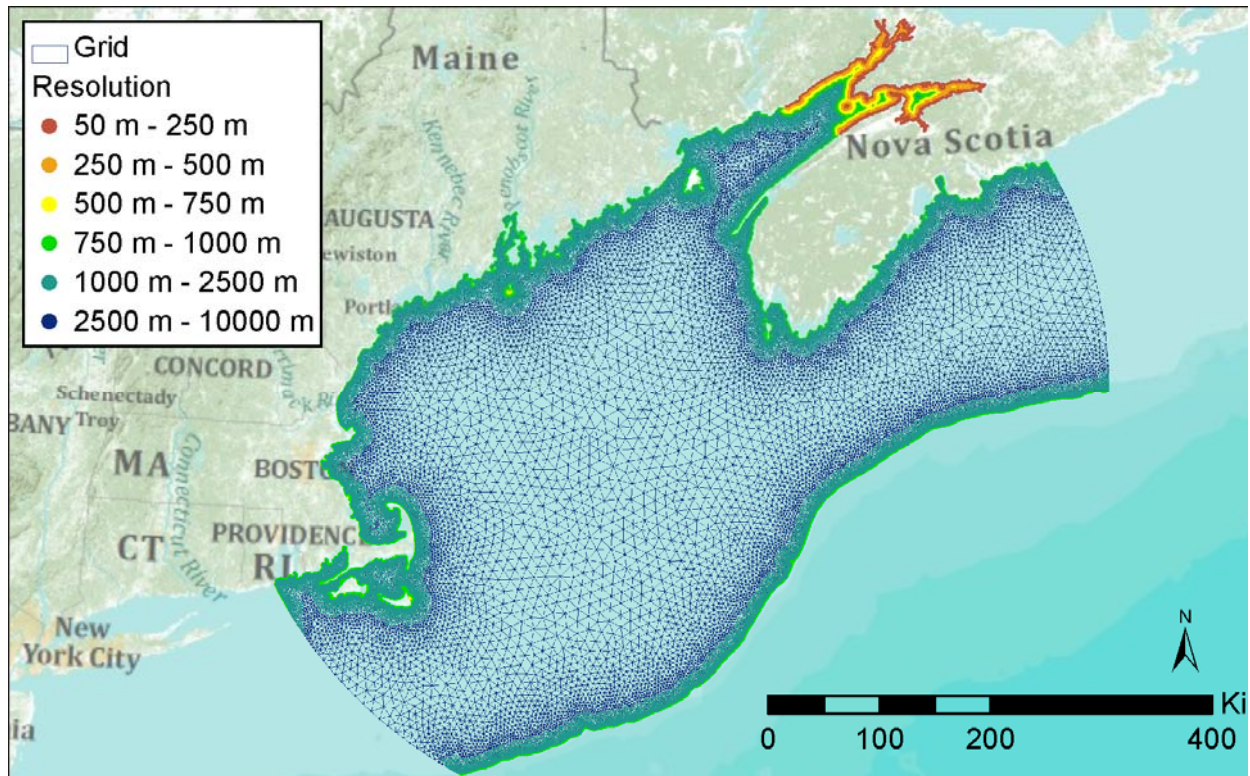 Grid
Resolution
50 m - 250 m
250 m - 500 m
500 m - 750 m
750 m - 1000 m
1000 m - 2500 m
2500 m - 10000 m
Maine
Kennebec River
Penobscot River
Nova Scotia
AUGUSTA
ewiston
Portla
CONCORD
Schenectady
BANY Troy
MA
BOSTO
Connecticut River
PROVIDENCE
CT
RI
New
York City
ia
N
Ki
0 100 200 400